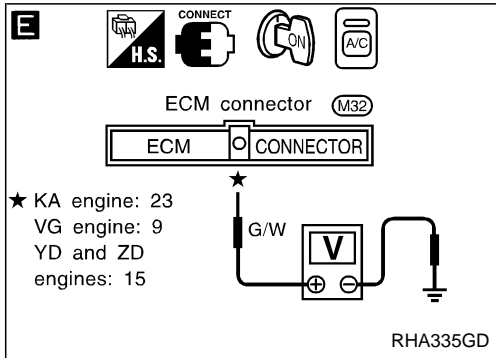 E
H.S.
CONNECT
ON
A/C
ECM connector M32
ECM CONNECTOR
★
★ KA engine: 23
VG engine: 9
YD and ZD
engines: 15
G/W
V
+ −
RHA335GD